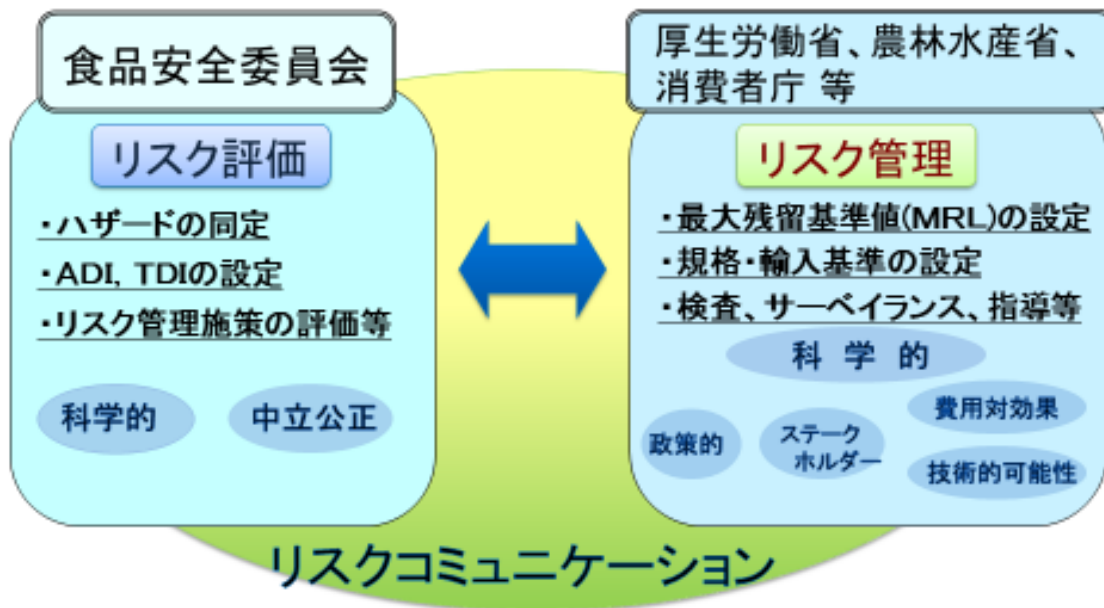 食品安全委員会
リスク評価
・ハザードの同定
・ADI, TDIの設定
・リスク管理施策の評価等
科学的
中立公正
厚生労働省、農林水産省、
消費者庁 等
リスク管理
・最大残留基準値(MRL)の設定
・規格・輸入基準の設定
・検査、サーベイランス、指導等
科 学 的
政策的
ステーク
ホルダー
費用対効果
技術的可能性
リスクコミュニケーション